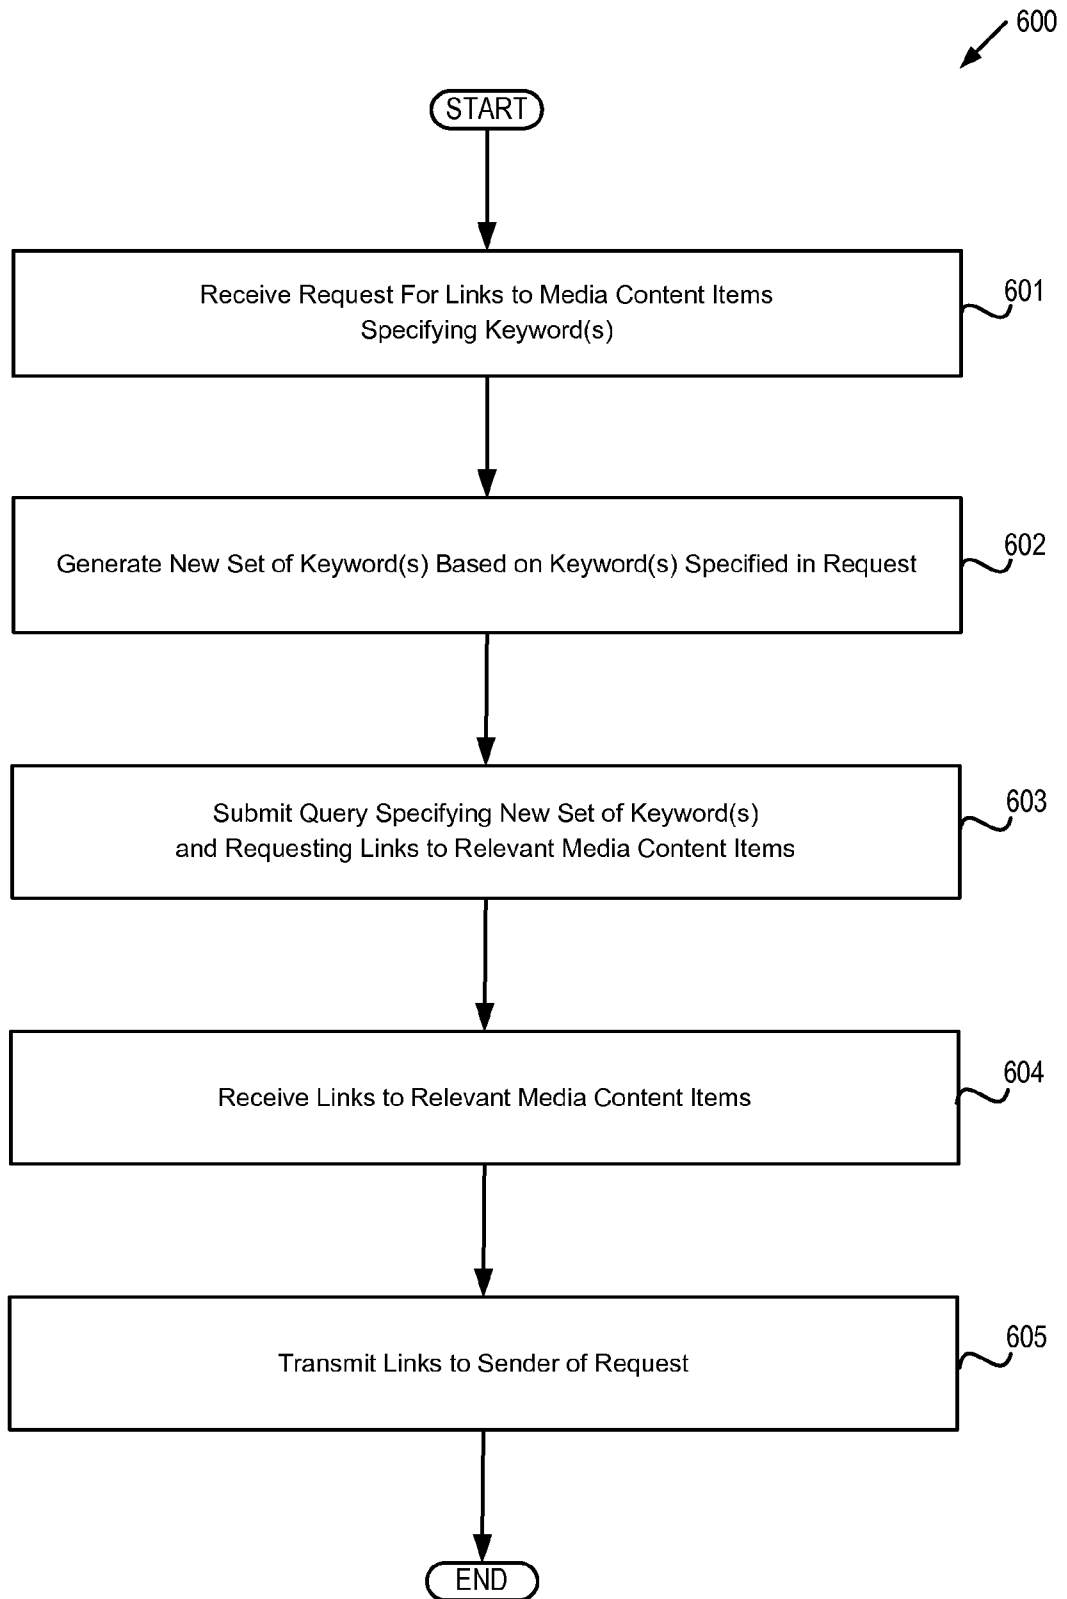 600
START
Receive Request For Links to Media Content Items
Specifying Keyword(s)
601
Generate New Set of Keyword(s) Based on Keyword(s) Specified in Request
602
Submit Query Specifying New Set of Keyword(s)
and Requesting Links to Relevant Media Content Items
603
Receive Links to Relevant Media Content Items
604
Transmit Links to Sender of Request
605
END